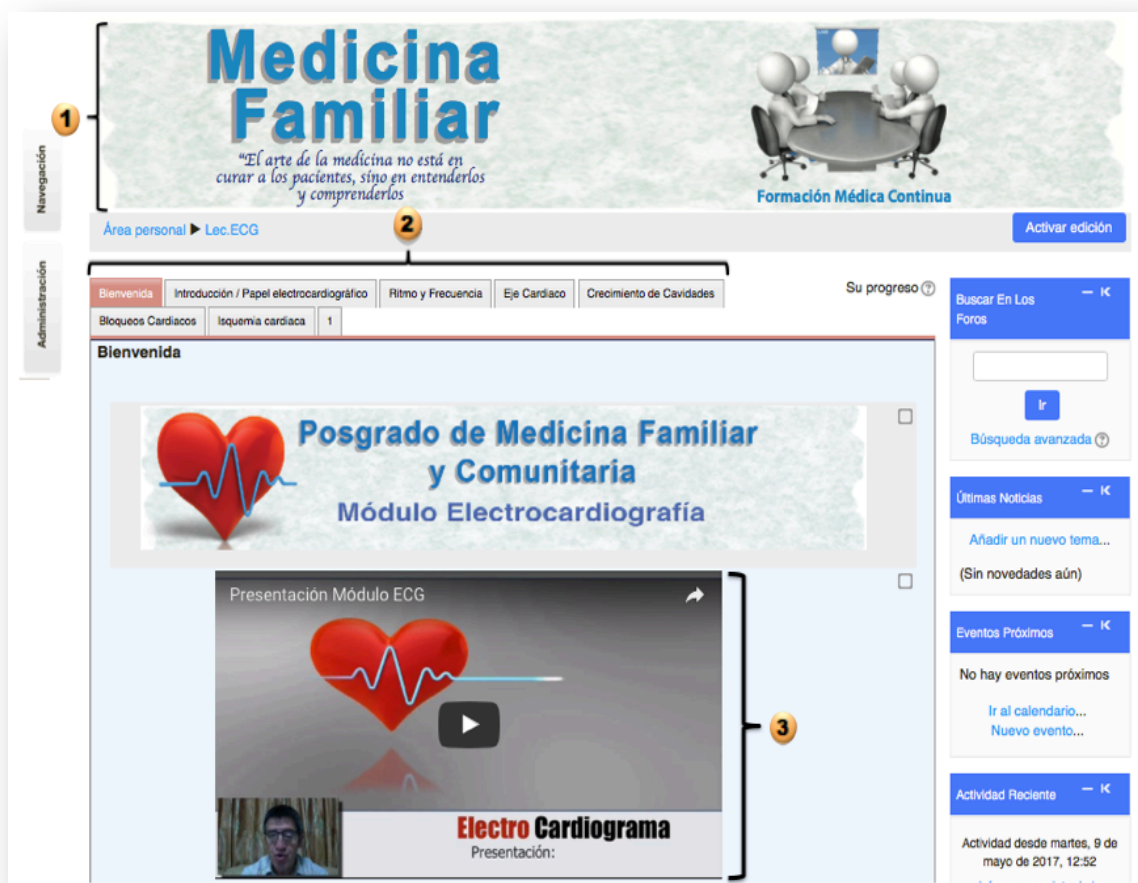 Medicina
Familiar
"El arte de la medicina no está en
curar a los pacientes, sino en entenderlos
y comprenderlos
Formación Médica Continua
1
Navegación
Administración
Área personal ▶ Lec.ECG
2
Activar edición
Bienvenida
Introducción / Papel electrocardiográfico
Ritmo y Frecuencia
Eje Cardiaco
Crecimiento de Cavidades
Bloqueos Cardiacos
Isquemia cardiaca
1
Su progreso
Bienvenida
Posgrado de Medicina Familiar
y Comunitaria
Módulo Electrocardiografía
Presentación Módulo ECG
Electro Cardiograma
Presentación:
3
Buscar En Los
Foros
Ir
Búsqueda avanzada
Últimas Noticias
Añadir un nuevo tema...
(Sin novedades aún)
Eventos Próximos
No hay eventos próximos
Ir al calendario...
Nuevo evento...
Actividad Reciente
Actividad desde martes, 9 de
mayo de 2017, 12:52